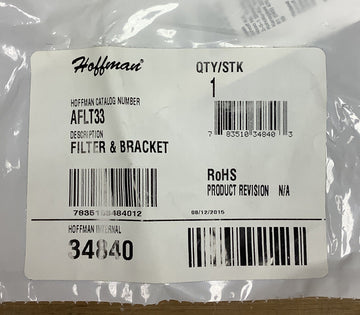 Hoffman
QTY/STK
1
HOFFMAN CATALOG NUMBER
AFLT33
7 83510 34840 3
DESCRIPTION
FILTER & BRACKET
RoHS
PRODUCT REVISION N/A
08/12/2015
HOFFMAN INTERNAL
34840